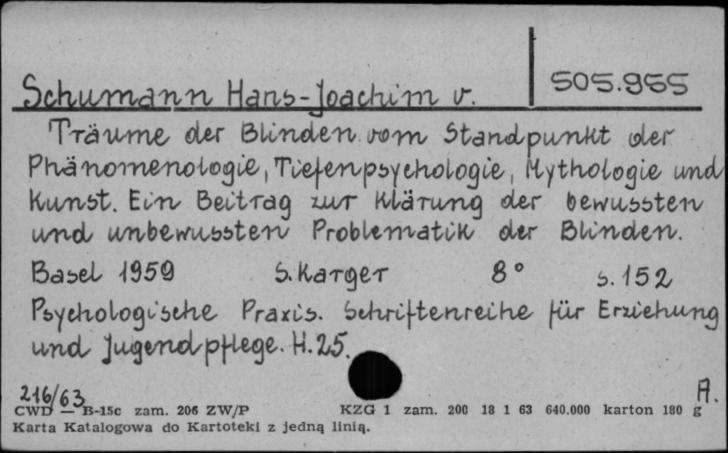 505.955
Schumann Hans-Joachim v.
Träume der Blinden vom Standpunkt der
Phänomenologie, Tiefenpsychologie, Mythologie und
Kunst. Ein Beitrag zur Klärung der bewussten
und unbewussten Problematik der Blinden.
Basel 1959 S. Karger 8° s. 152
Psychologische Praxis. Schriftenreihe für Erziehung
und Jugendpflege. H. 25.
216/63 A.
CWD — B-15c zam. 206 ZW/P KZG 1 zam. 200 18 1 63 640.000 karton 180 g
Karta Katalogowa do Kartoteki z jedną linią.